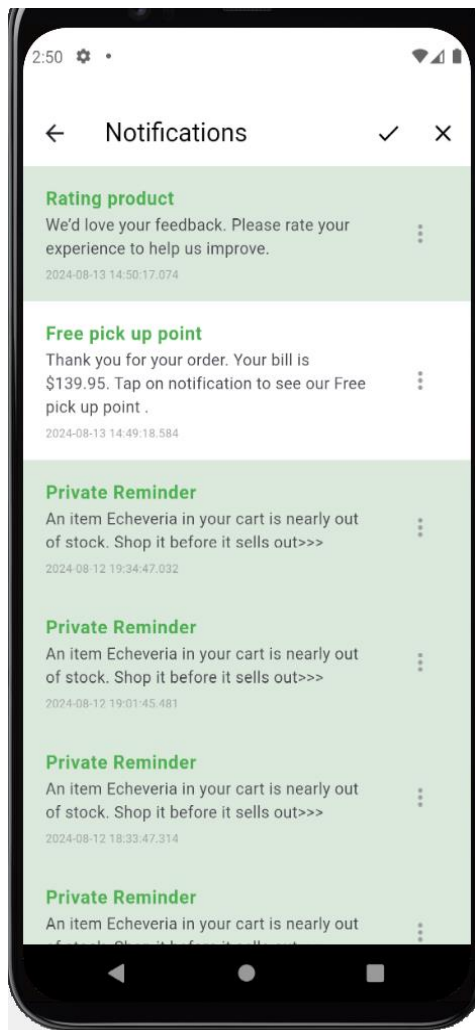 2:50
Notifications
Rating product
We'd love your feedback. Please rate your
experience to help us improve.
2024-08-13 14:50:17.074
Free pick up point
Thank you for your order. Your bill is
$139.95. Tap on notification to see our Free
pick up point .
2024-08-13 14:49:18.584
Private Reminder
An item Echeveria in your cart is nearly out
of stock. Shop it before it sells out>>>
2024-08-12 19:34:47.032
Private Reminder
An item Echeveria in your cart is nearly out
of stock. Shop it before it sells out>>>
2024-08-12 19:01:45.481
Private Reminder
An item Echeveria in your cart is nearly out
of stock. Shop it before it sells out>>>
2024-08-12 18:33:47.314
Private Reminder
An item Echeveria in your cart is nearly out